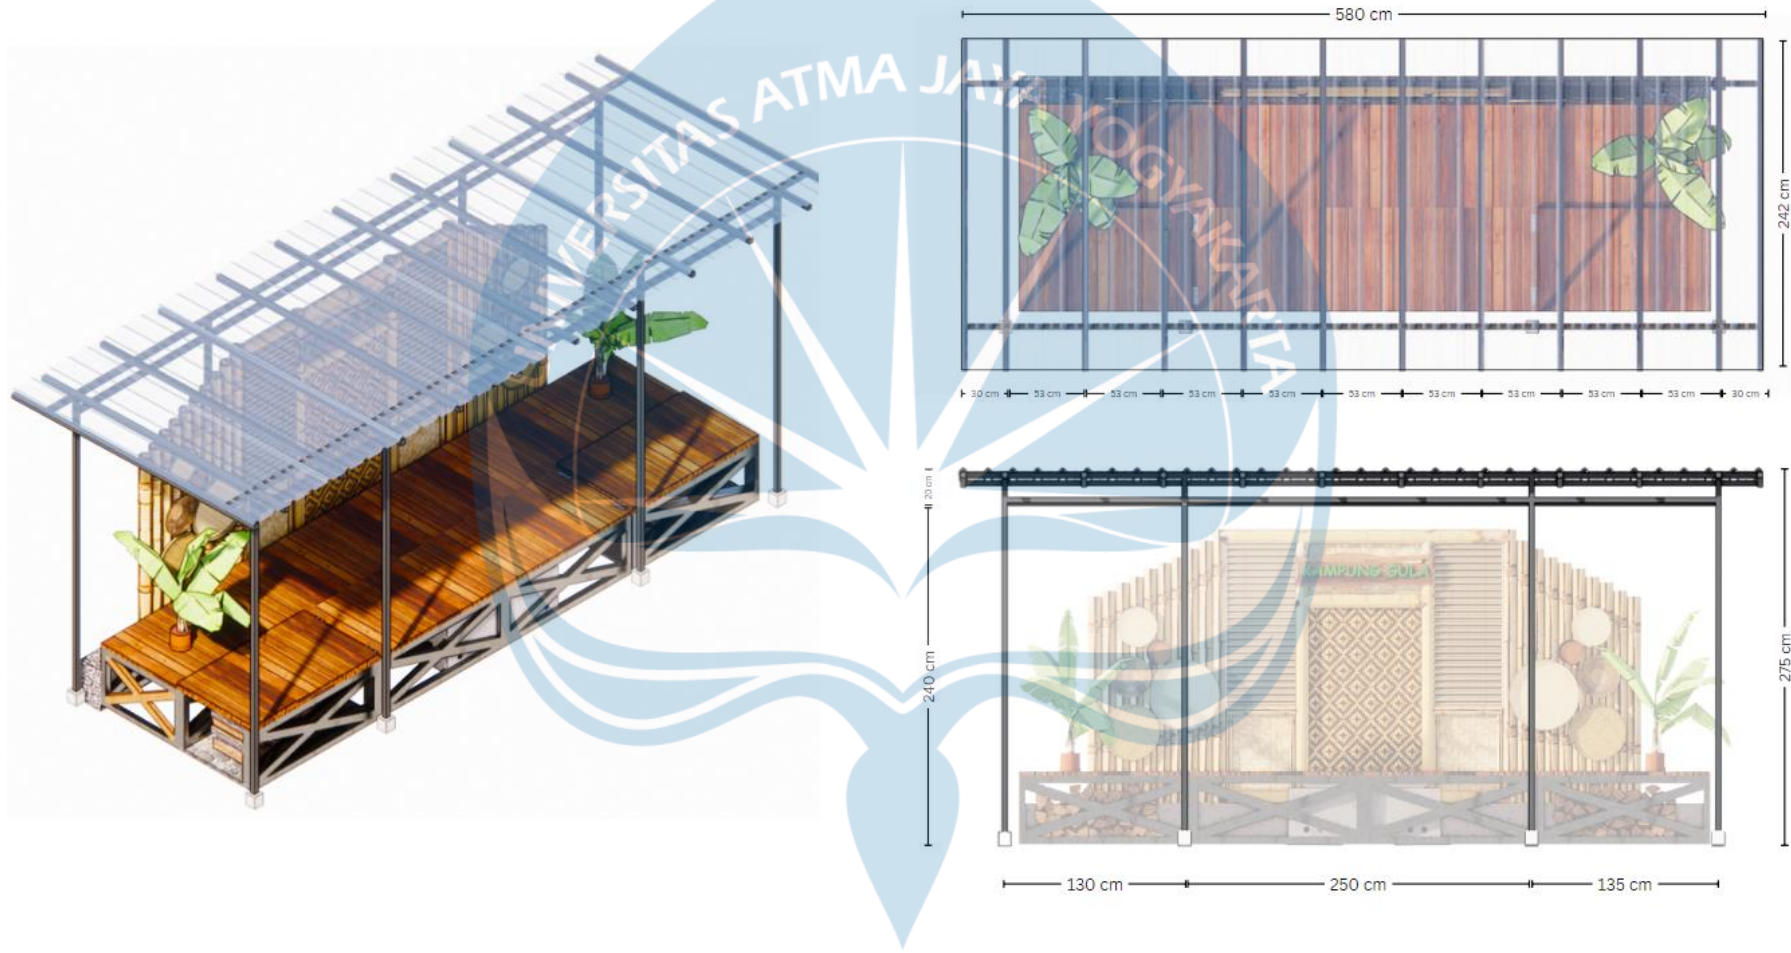 580 cm
UNIVERSITAS ATMA JAYA YOGYAKARTA
242 cm
30 cm 53 cm 53 cm 53 cm 53 cm 53 cm 53 cm 53 cm 53 cm 53 cm 30 cm
20 cm
KAMPUNG GULA
240 cm
275 cm
130 cm 250 cm 135 cm